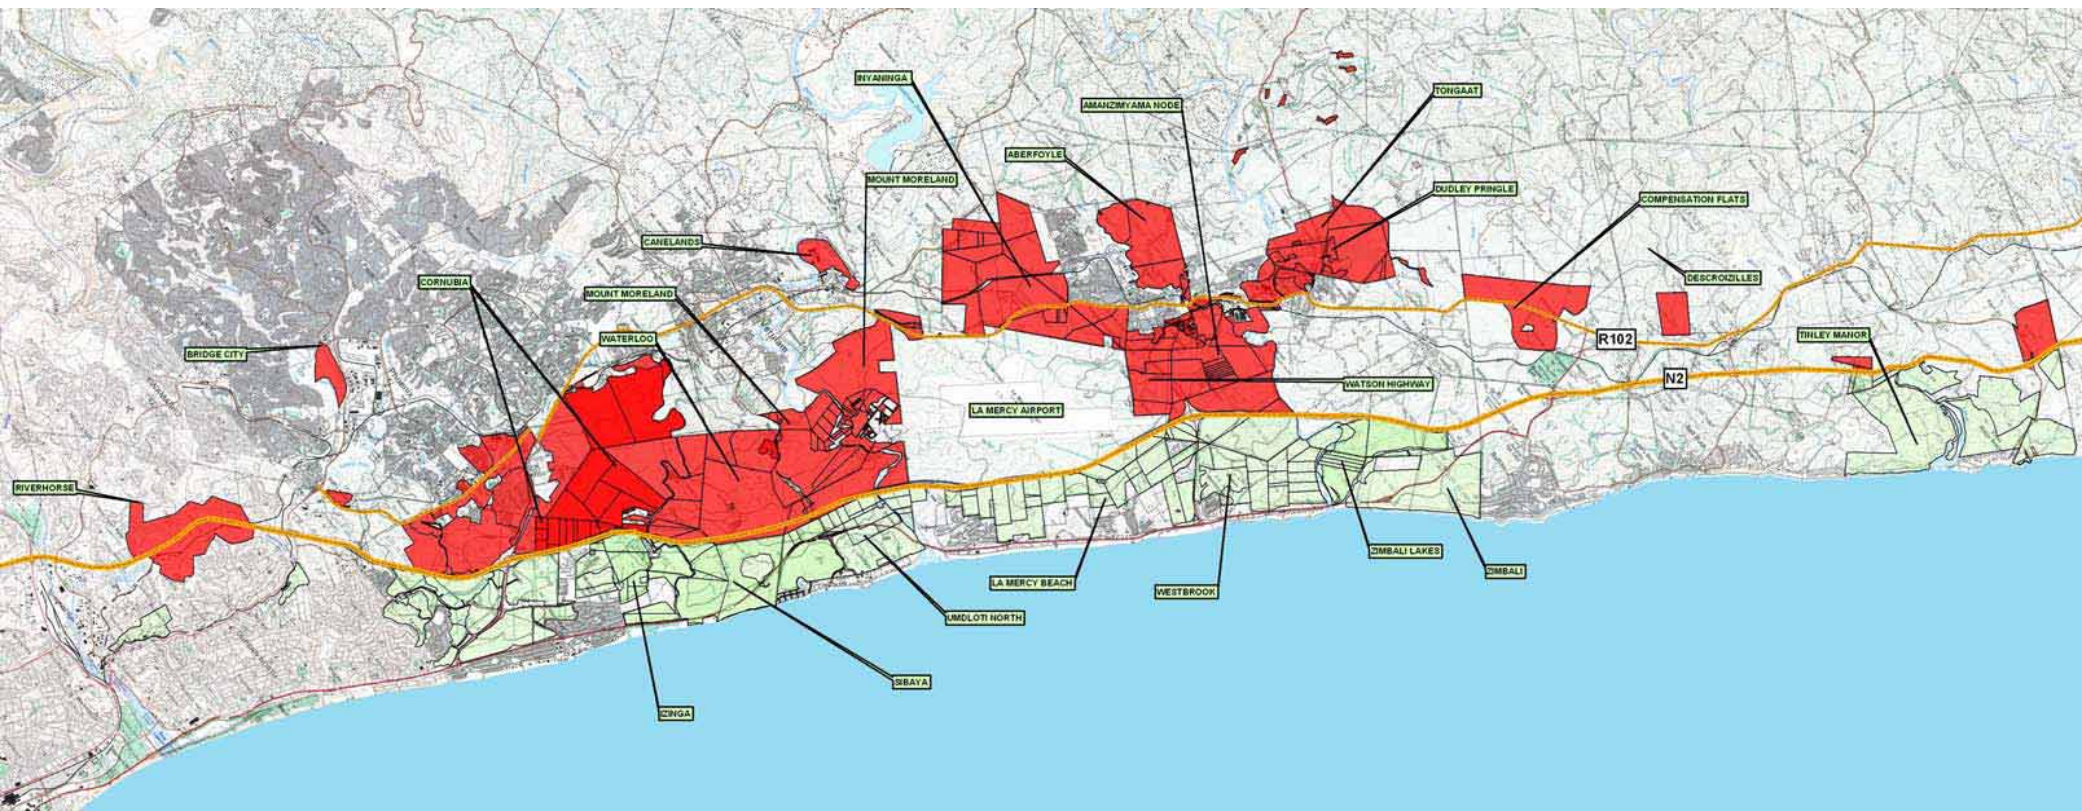 INYANINGA
TONGAAT
AMANZIMYAMA NODE
ABERFOYLE
MOUNT MORELAND
DUDLEY PRINGLE
COMPENSATION FLATS
CANELANDS
DESCROIZILLES
CORNUBIA
MOUNT MORELAND
WATERLOO
R102
TINLEY MANOR
BRIDGE CITY
N2
WATSON HIGHWAY
LA MERCY AIRPORT
RIVERHORSE
ZIMBALI LAKES
ZIMBALI
LA MERCY BEACH
WESTBROOK
UMDLOTI NORTH
SIBAYA
IZINGA